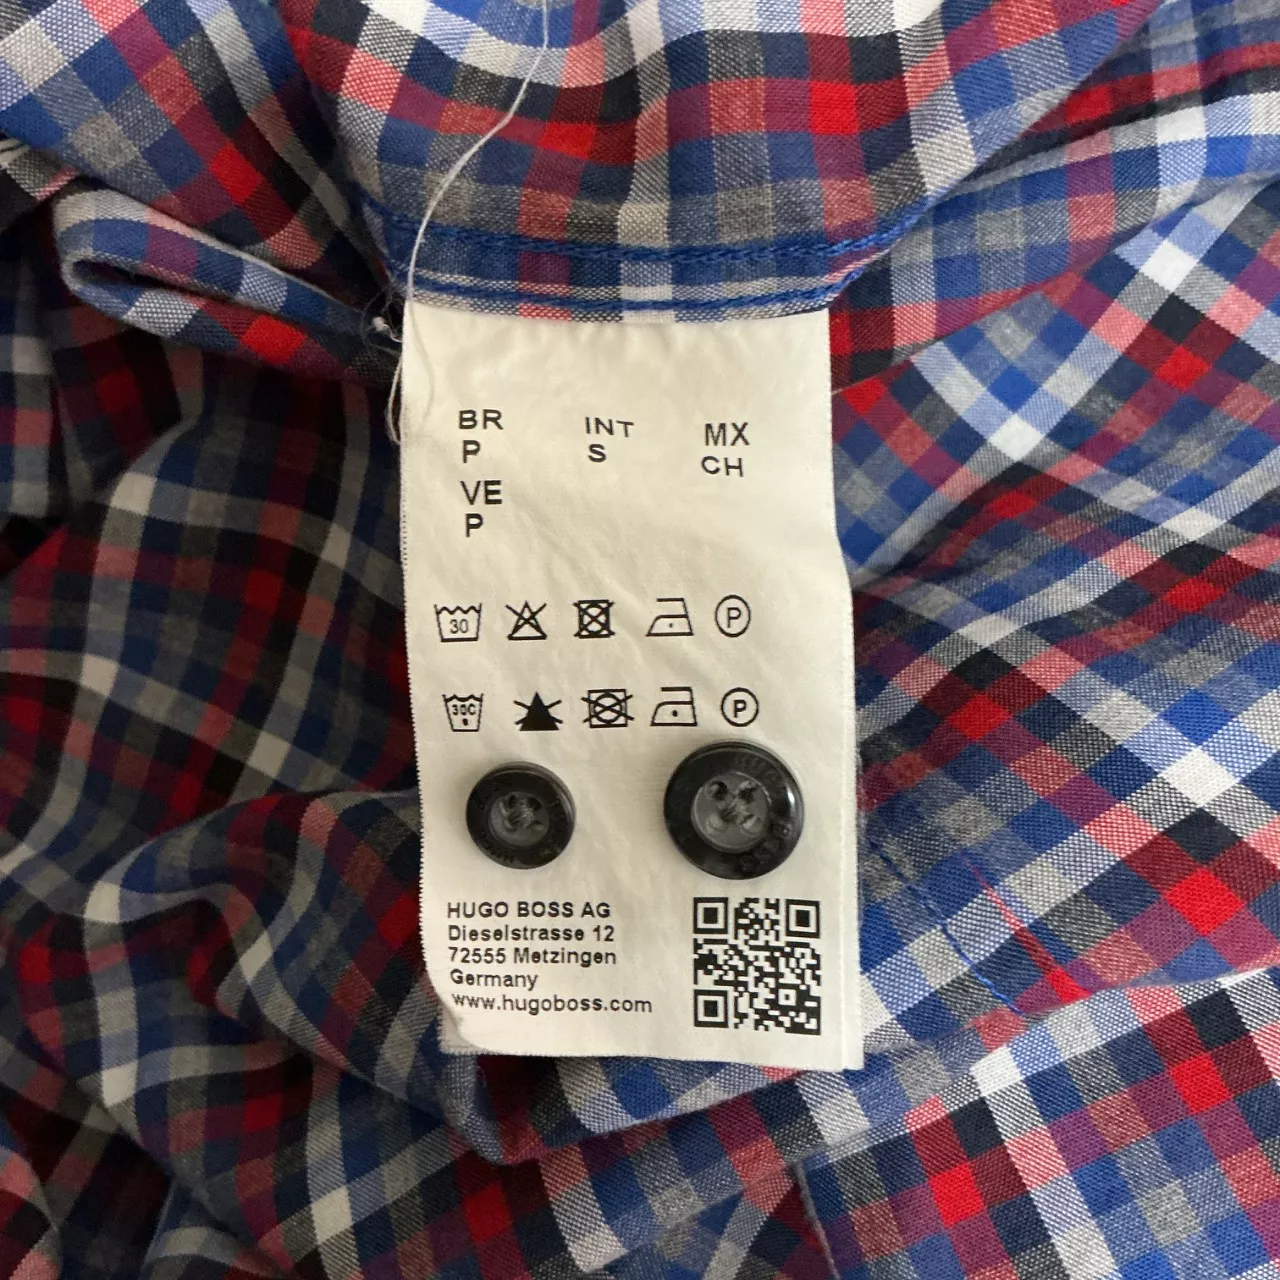 BR INT MX
P S CH
VE
P
30 P
30C P
HUGO BOSS AG
Dieselstrasse 12
72555 Metzingen
Germany
www.hugoboss.com